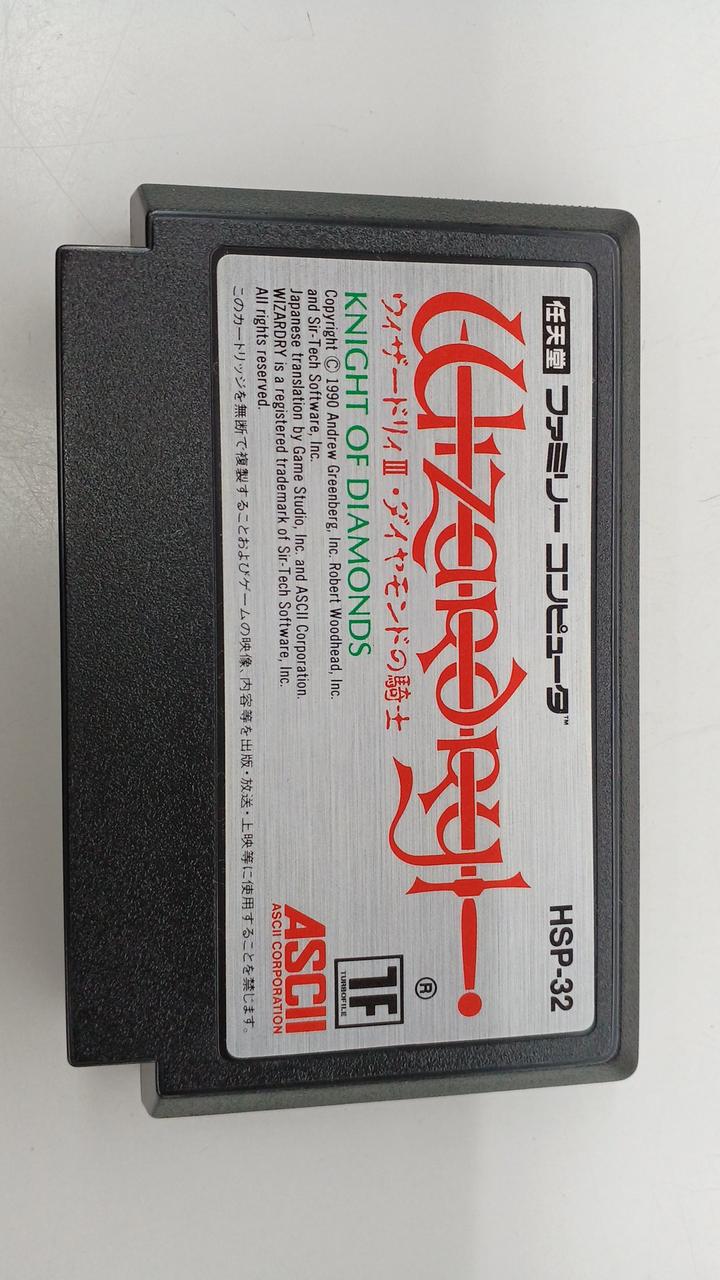 任天堂 ファミリー コンピュータ™
HSP-32
Wizardry
®
ウィザードリィⅢ・ダイヤモンドの騎士
KNIGHT OF DIAMONDS
Copyright © 1990 Andrew Greenberg, Inc. Robert Woodhead, Inc.
and Sir-Tech Software, Inc.
Japanese translation by Game Studio, Inc. and ASCII Corporation.
WIZARDRY is a registered trademark of Sir-Tech Software, Inc.
All rights reserved.
TF
TURBOFILE
ASCII
ASCII CORPORATION
このカートリッジを無断で複製することおよびゲームの映像、内容等を出版・放送・上映等に使用することを禁じます。